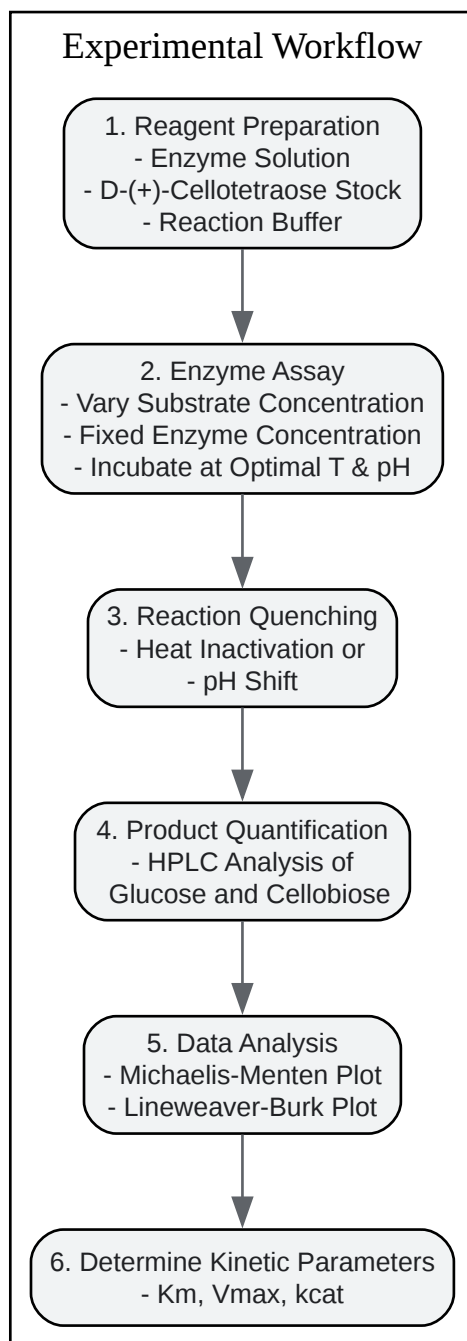 Experimental Workflow
1. Reagent Preparation
- Enzyme Solution
- D-(+)-Cellotetraose Stock
- Reaction Buffer
2. Enzyme Assay
- Vary Substrate Concentration
- Fixed Enzyme Concentration
- Incubate at Optimal T & pH
3. Reaction Quenching
- Heat Inactivation or
- pH Shift
4. Product Quantification
- HPLC Analysis of
Glucose and Cellobiose
5. Data Analysis
- Michaelis-Menten Plot
- Lineweaver-Burk Plot
6. Determine Kinetic Parameters
- Km, Vmax, kcat